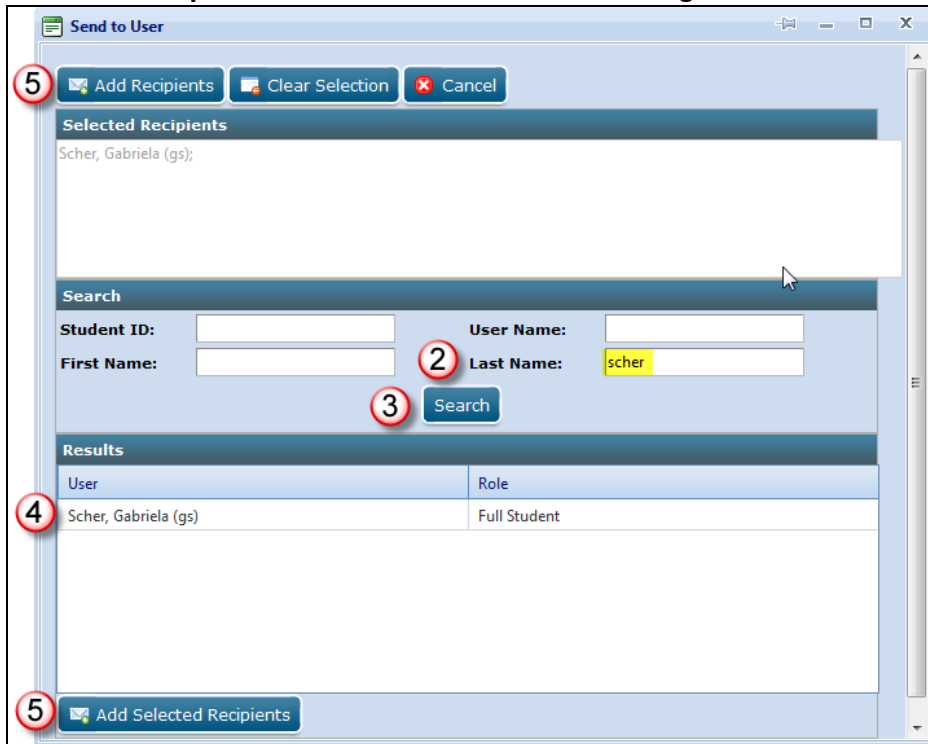 Send to User
5 Add Recipients Clear Selection Cancel
Selected Recipients
Scher, Gabriela (gs);
Search
Student ID: User Name:
First Name: 2 Last Name: scher
3 Search
Results
User Role
4 Scher, Gabriela (gs) Full Student
5 Add Selected Recipients